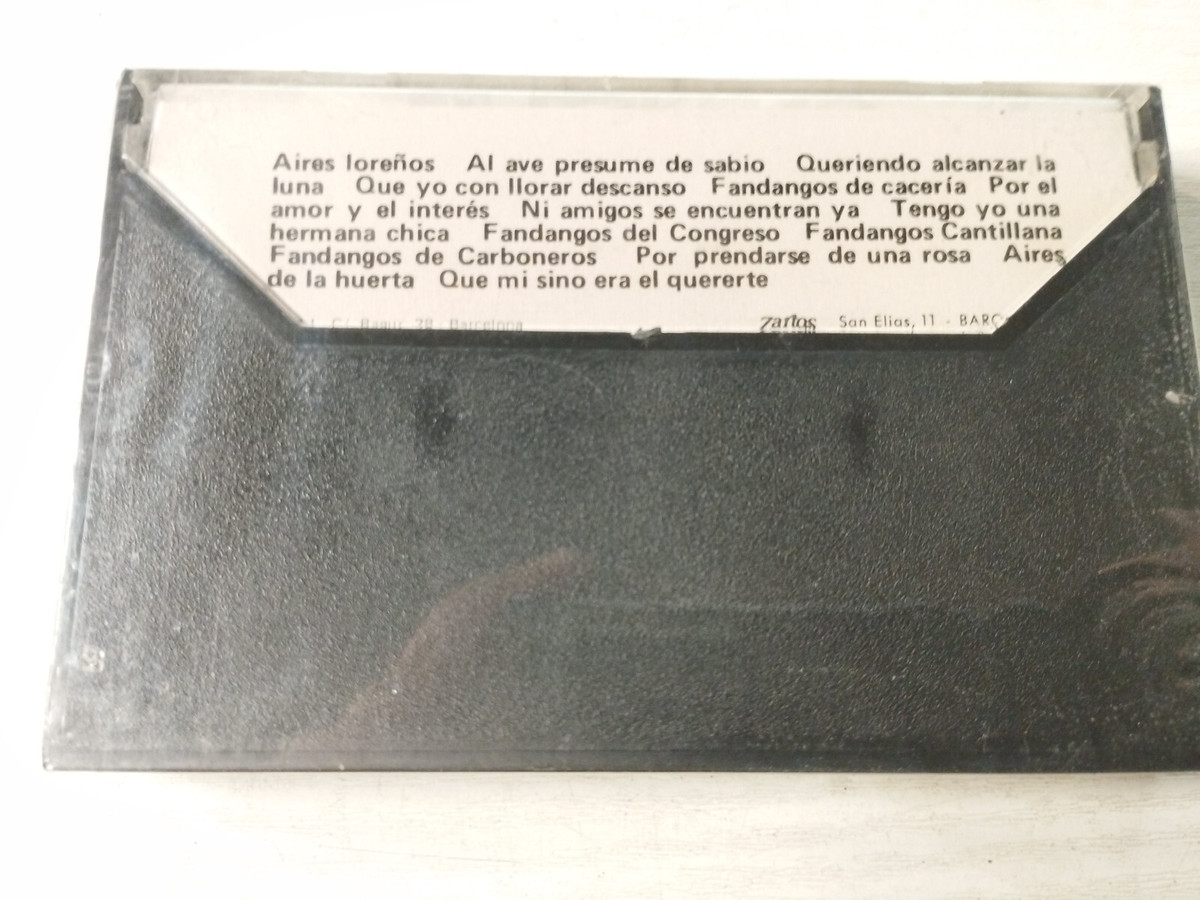 Aires loreños Al ave presume de sabio Queriendo alcanzar la
luna Que yo con llorar descanso Fandangos de cacería Por el
amor y el interés Ni amigos se encuentran ya Tengo yo una
hermana chica Fandangos del Congreso Fandangos Cantillana
Fandangos de Carboneros Por prendarse de una rosa Aires
de la huerta Que mi sino era el quererte
C/ Bagur, 28 Barcelona Zarlos San Elias, 11 - BARC